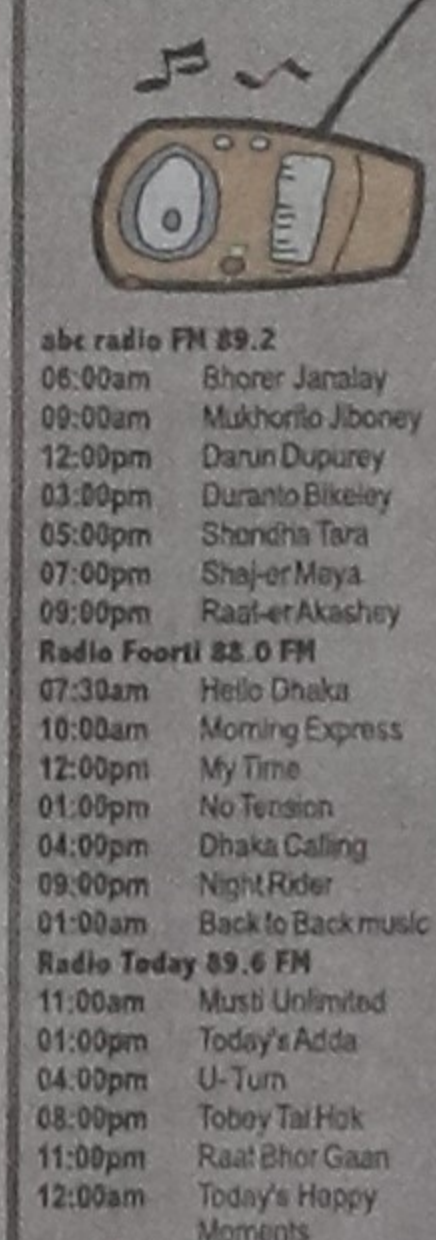 abc radio FM 89.2
06:00am Bhorer Janalay
09:00am Mukhorito Jiboney
12:00pm Darun Dupurey
03:00pm Duranto Bikeley
05:00pm Shondha Tara
07:00pm Shaj-er Maya
09:00pm Raat-er Akashey
Radio Foorti 88.0 FM
07:30am Hello Dhaka
10:00am Morning Express
12:00pm My Time
01:00pm No Tension
04:00pm Dhaka Calling
09:00pm Night Rider
01:00am Back to Back music
Radio Today 89.6 FM
11:00am Musti Unlimited
01:00pm Today's Adda
04:00pm U-Turn
08:00pm Tobey Tai Hok
11:00pm Raat Bhor Gaan
12:00am Today's Happy
Moments